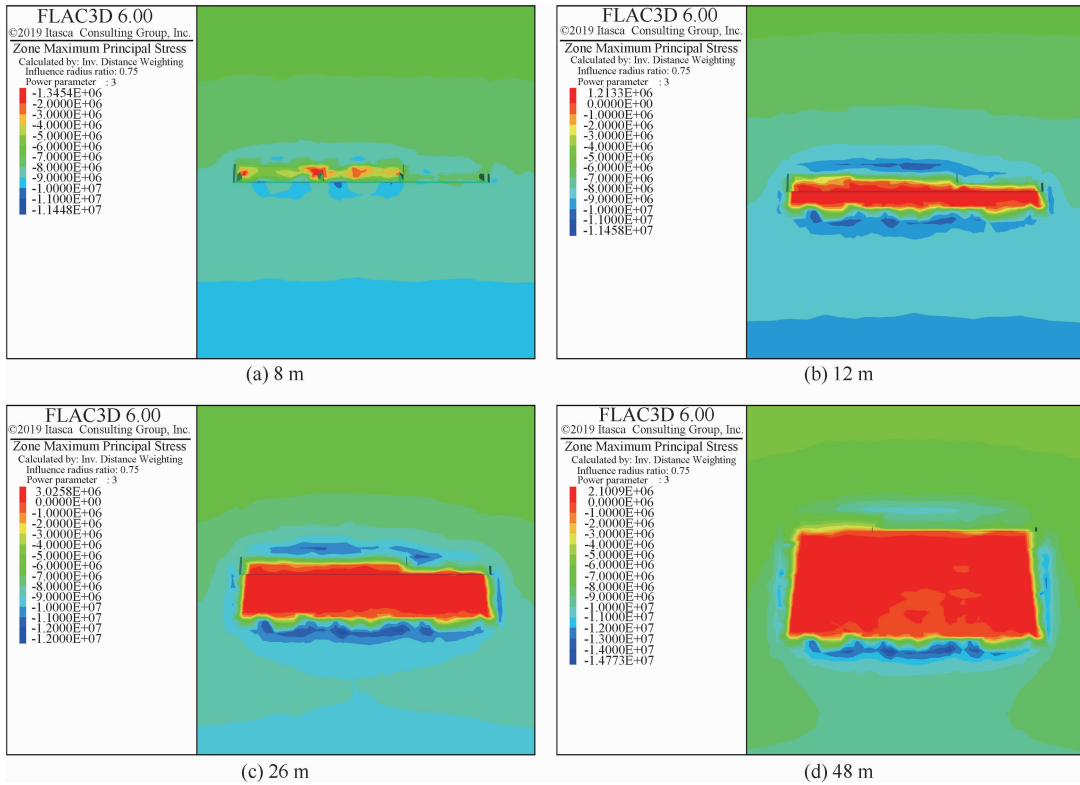 FLAC3D 6.00
©2019 Itasca Consulting Group, Inc.
Zone Maximum Principal Stress
Calculated by: Inv. Distance Weighting
Influence radius ratio: 0.75
Power parameter : 3
-1.3454E+06
-2.0000E+06
-3.0000E+06
-4.0000E+06
-5.0000E+06
-6.0000E+06
-7.0000E+06
-8.0000E+06
-9.0000E+06
-1.0000E+07
-1.1000E+07
-1.1448E+07
(a) 8 m
FLAC3D 6.00
©2019 Itasca Consulting Group, Inc.
Zone Maximum Principal Stress
Calculated by: Inv. Distance Weighting
Influence radius ratio: 0.75
Power parameter : 3
1.2133E+06
0.0000E+00
-1.0000E+06
-2.0000E+06
-3.0000E+06
-4.0000E+06
-5.0000E+06
-6.0000E+06
-7.0000E+06
-8.0000E+06
-9.0000E+06
-1.0000E+07
-1.1000E+07
-1.1458E+07
(b) 12 m
FLAC3D 6.00
©2019 Itasca Consulting Group, Inc.
Zone Maximum Principal Stress
Calculated by: Inv. Distance Weighting
Influence radius ratio: 0.75
Power parameter : 3
3.0258E+06
0.0000E+00
-1.0000E+06
-2.0000E+06
-3.0000E+06
-4.0000E+06
-5.0000E+06
-6.0000E+06
-7.0000E+06
-8.0000E+06
-9.0000E+06
-1.0000E+07
-1.1000E+07
-1.2000E+07
(c) 26 m
FLAC3D 6.00
©2019 Itasca Consulting Group, Inc.
Zone Maximum Principal Stress
Calculated by: Inv. Distance Weighting
Influence radius ratio: 0.75
Power parameter : 3
2.1009E+06
0.0000E+00
-1.0000E+06
-2.0000E+06
-3.0000E+06
-4.0000E+06
-5.0000E+06
-6.0000E+06
-7.0000E+06
-8.0000E+06
-9.0000E+06
-1.0000E+07
-1.1000E+07
-1.2000E+07
-1.3000E+07
-1.4000E+07
-1.4773E+07
(d) 48 m